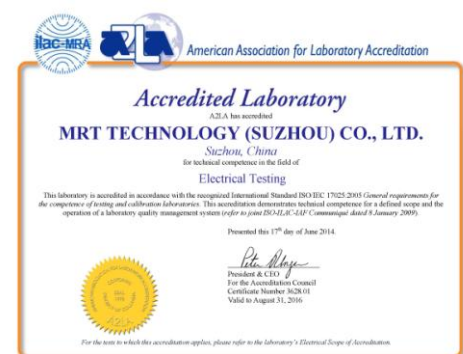 ilac-MRA
A2LA
American Association for Laboratory Accreditation
Accredited Laboratory
A2LA has accredited
MRT TECHNOLOGY (SUZHOU) CO., LTD.
Suzhou, China
for technical competence in the field of
Electrical Testing
This laboratory is accredited in accordance with the recognized International Standard ISO/IEC 17025:2005 General requirements for
the competence of testing and calibration laboratories. This accreditation demonstrates technical competence for a defined scope and the
operation of a laboratory quality management system (refer to joint ISO-ILAC-IAF Communiqué dated 8 January 2009).
Presented this 17th day of June 2014.
President & CEO
For the Accreditation Council
Certificate Number 3628.01
Valid to August 31, 2016
A2LA
For the tests to which this accreditation applies, please refer to the laboratory's Electrical Scope of Accreditation.